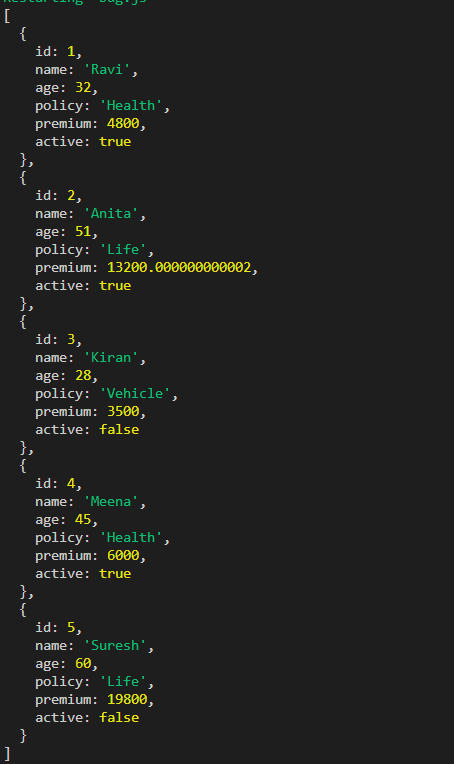 Restarting 'bug.js'
[
  {
    id: 1,
    name: 'Ravi',
    age: 32,
    policy: 'Health',
    premium: 4800,
    active: true
  },
  {
    id: 2,
    name: 'Anita',
    age: 51,
    policy: 'Life',
    premium: 13200.000000000002,
    active: true
  },
  {
    id: 3,
    name: 'Kiran',
    age: 28,
    policy: 'Vehicle',
    premium: 3500,
    active: false
  },
  {
    id: 4,
    name: 'Meena',
    age: 45,
    policy: 'Health',
    premium: 6000,
    active: true
  },
  {
    id: 5,
    name: 'Suresh',
    age: 60,
    policy: 'Life',
    premium: 19800,
    active: false
  }
]